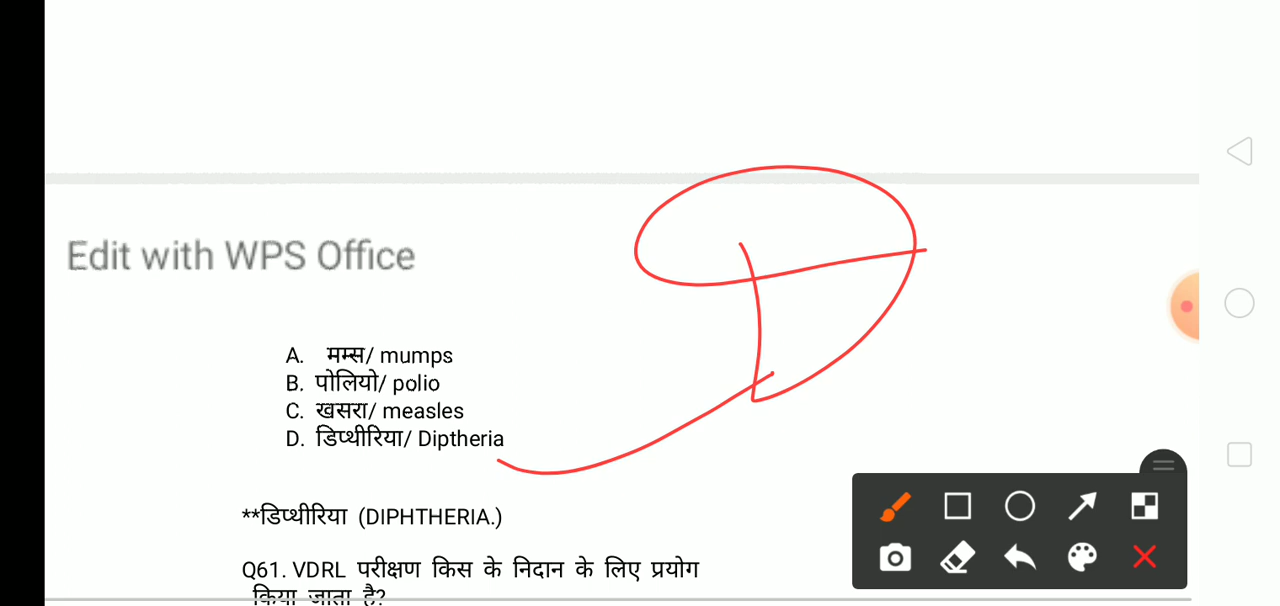 Edit with WPS Office
A. मम्स/ mumps
B. पोलियो/ polio
C. खसरा/ measles
D. डिप्थीरिया/ Diptheria
D
**डिप्थीरिया (DIPHTHERIA.)
Q61. VDRL परीक्षण किस के निदान के लिए प्रयोग
किया जाता है?